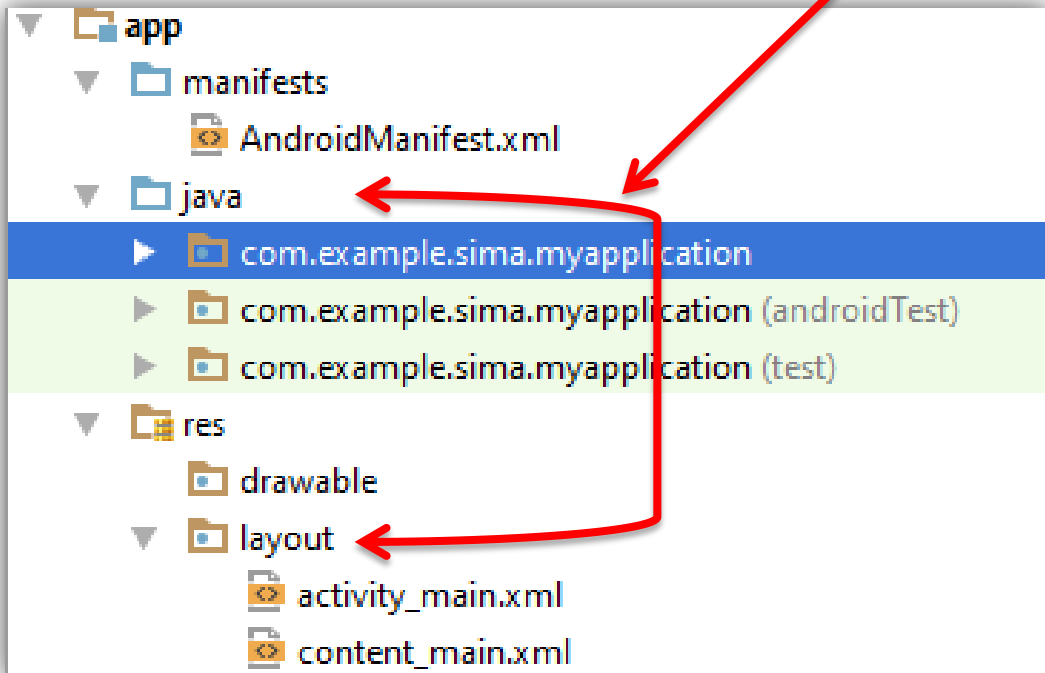 app
manifests
AndroidManifest.xml
java
com.example.sima.myapplication
com.example.sima.myapplication (androidTest)
com.example.sima.myapplication (test)
res
drawable
layout
activity_main.xml
content_main.xml